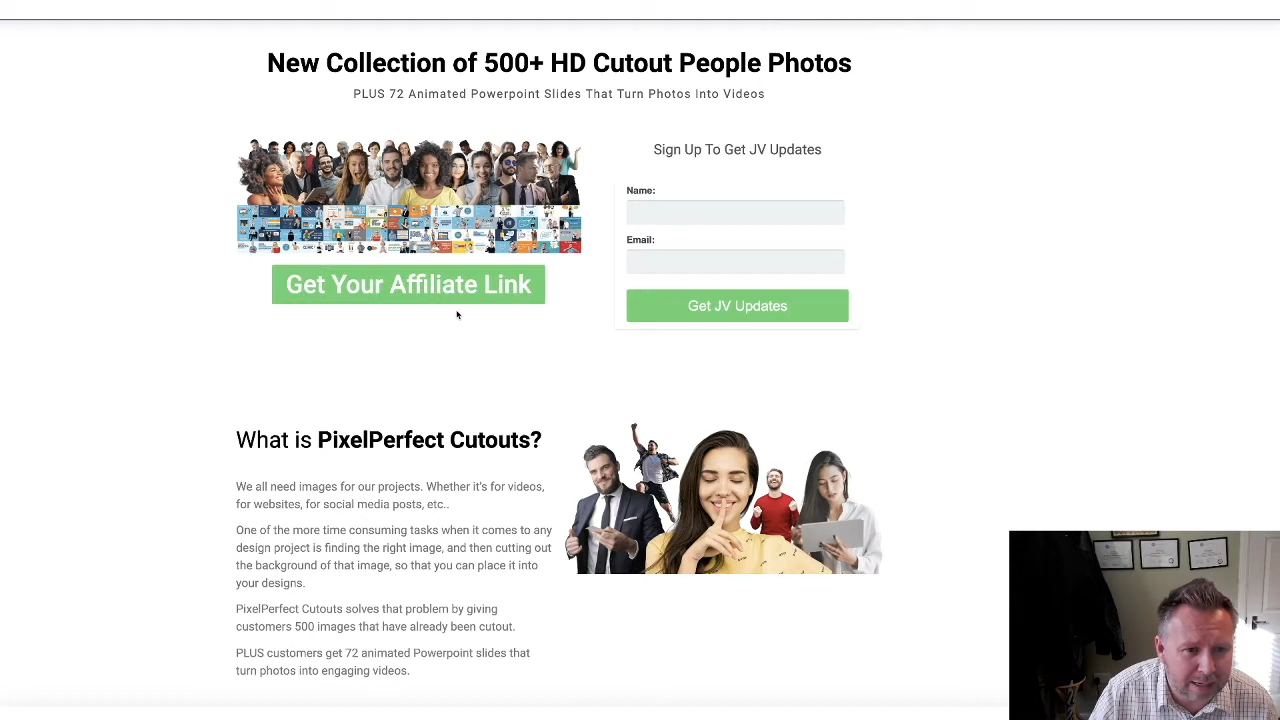 New Collection of 500+ HD Cutout People Photos
PLUS 72 Animated Powerpoint Slides That Turn Photos Into Videos
Get Your Affiliate Link
Sign Up To Get JV Updates
Name:
Email:
Get JV Updates
What is PixelPerfect Cutouts?
We all need images for our projects. Whether it's for videos,
for websites, for social media posts, etc..
One of the more time consuming tasks when it comes to any
design project is finding the right image, and then cutting out
the background of that image, so that you can place it into
your designs.
PixelPerfect Cutouts solves that problem by giving
customers 500 images that have already been cutout.
PLUS customers get 72 animated Powerpoint slides that
turn photos into engaging videos.